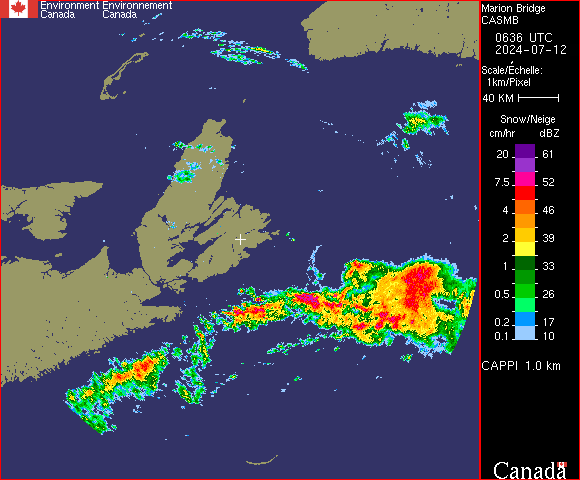 Environment Environnement
Canada Canada
Marion Bridge
CASMB
0636 UTC
2024-07-12
Scale/Échelle:
1km/Pixel
40 KM
Snow/Neige
cm/hr dBZ
20 61
7.5 52
4 46
2 39
1 33
0.5 26
0.2 17
0.1 10
CAPPI 1.0 km
Canada